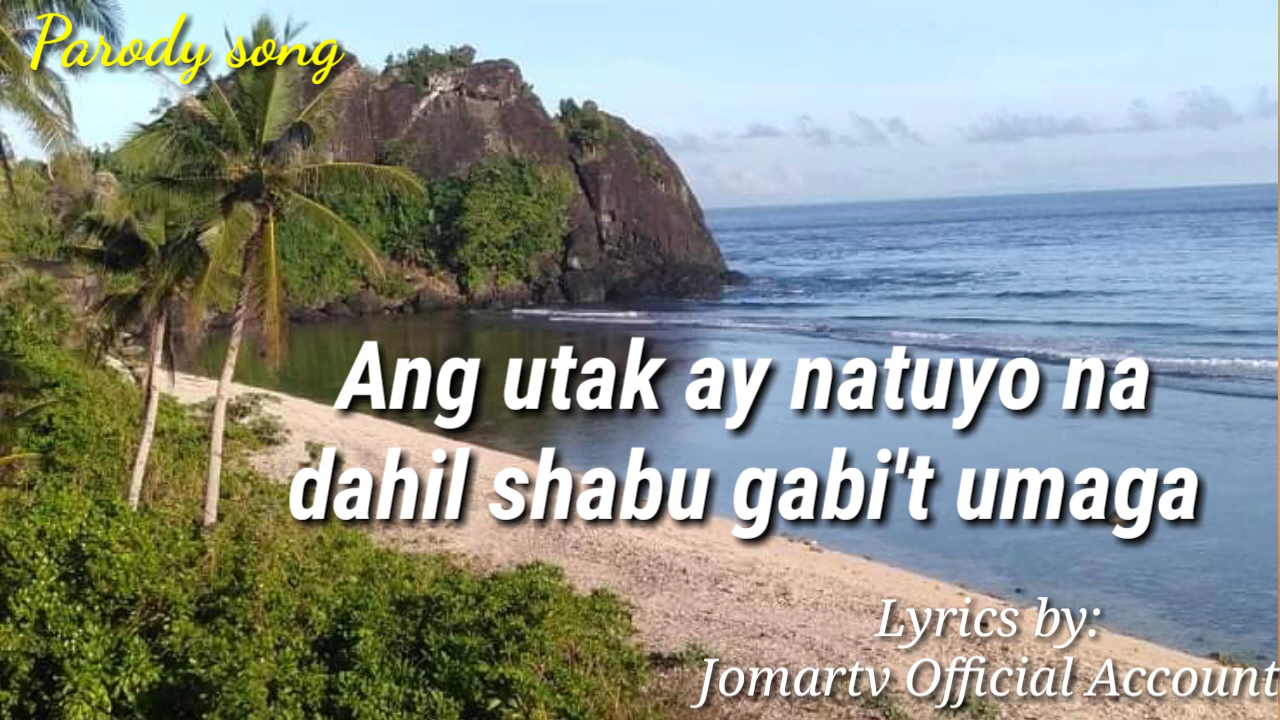 Parody song
Ang utak ay natuyo na
dahil shabu gabi't umaga
Lyrics by:
Jomartv Official Account